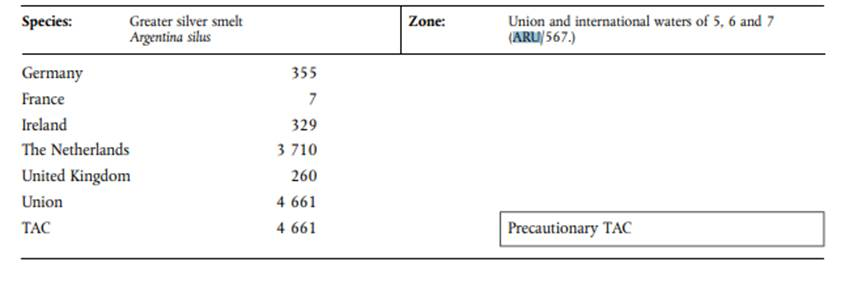 Species: Greater silver smelt Zone: Union and international waters of 5, 6 and 7
Argentina silus (ARU/567.)
Germany 355
France 7
Ireland 329
The Netherlands 3 710
United Kingdom 260
Union 4 661
TAC 4 661 Precautionary TAC